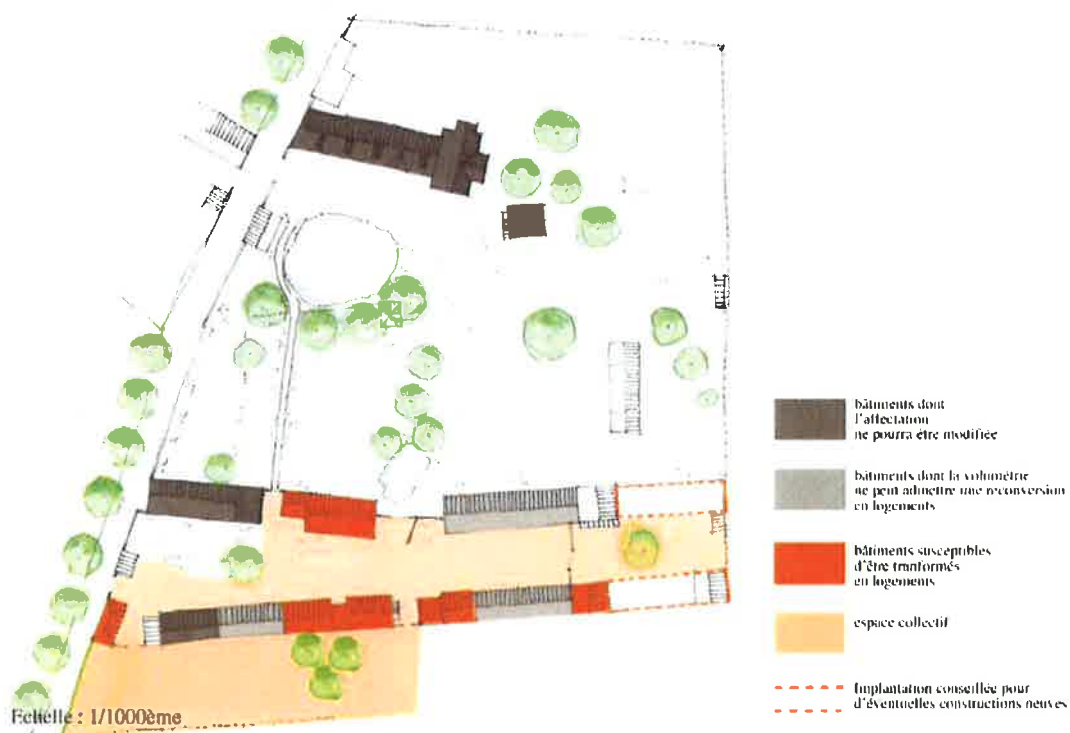 bâtiments dont
l'affectation
ne pourra être modifiée
bâtiments dont la volumétrie
ne peut admettre une reconversion
en logements
bâtiments susceptibles
d'être tranformés
en logements
espace collectif
Implantation conseillée pour
d'éventuelles constructions neuves
Echelle : 1/1000ème